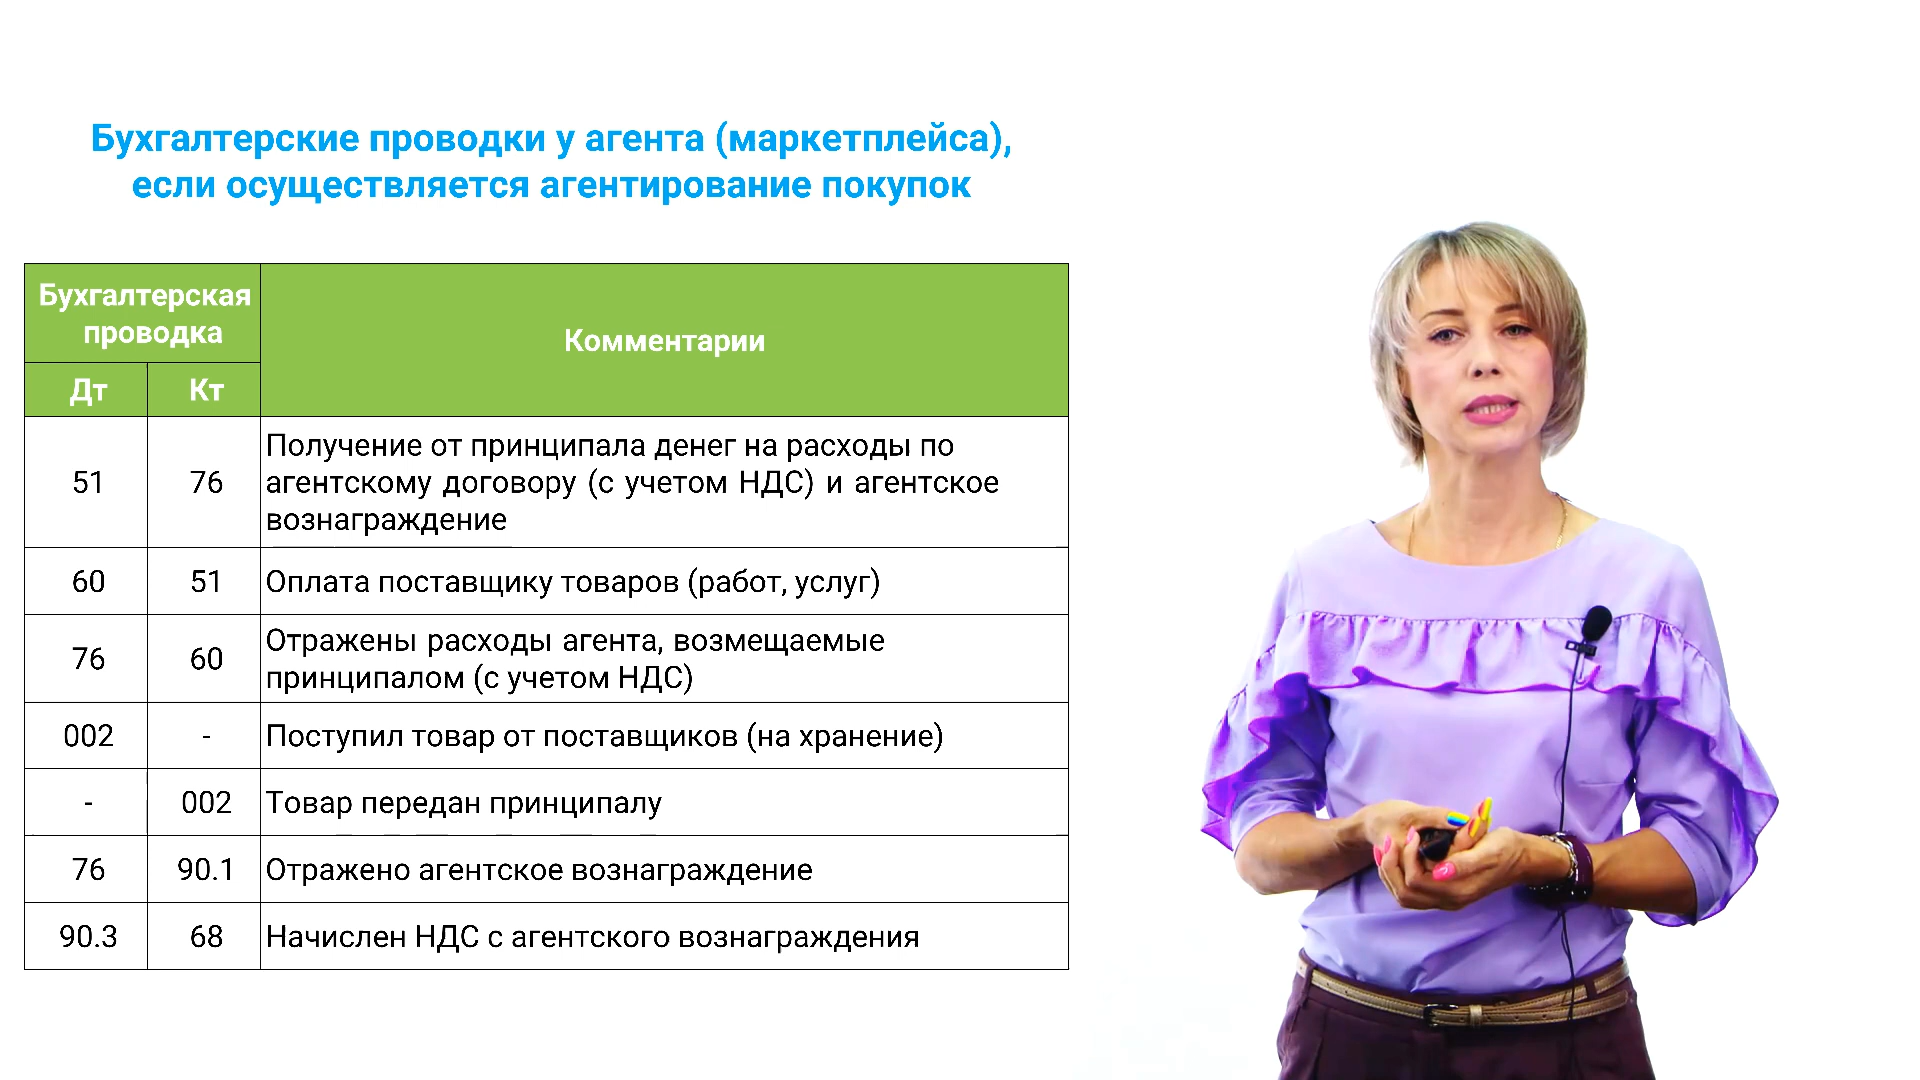 Бухгалтерские проводки у агента (маркетплейса),
если осуществляется агентирование покупок
Бухгалтерская
проводка
Комментарии
Дт Кт
51 76 Получение от принципала денег на расходы по
агентскому договору (с учетом НДС) и агентское
вознаграждение
60 51 Оплата поставщику товаров (работ, услуг)
76 60 Отражены расходы агента, возмещаемые
принципалом (с учетом НДС)
002 - Поступил товар от поставщиков (на хранение)
- 002 Товар передан принципалу
76 90.1 Отражено агентское вознаграждение
90.3 68 Начислен НДС с агентского вознаграждения